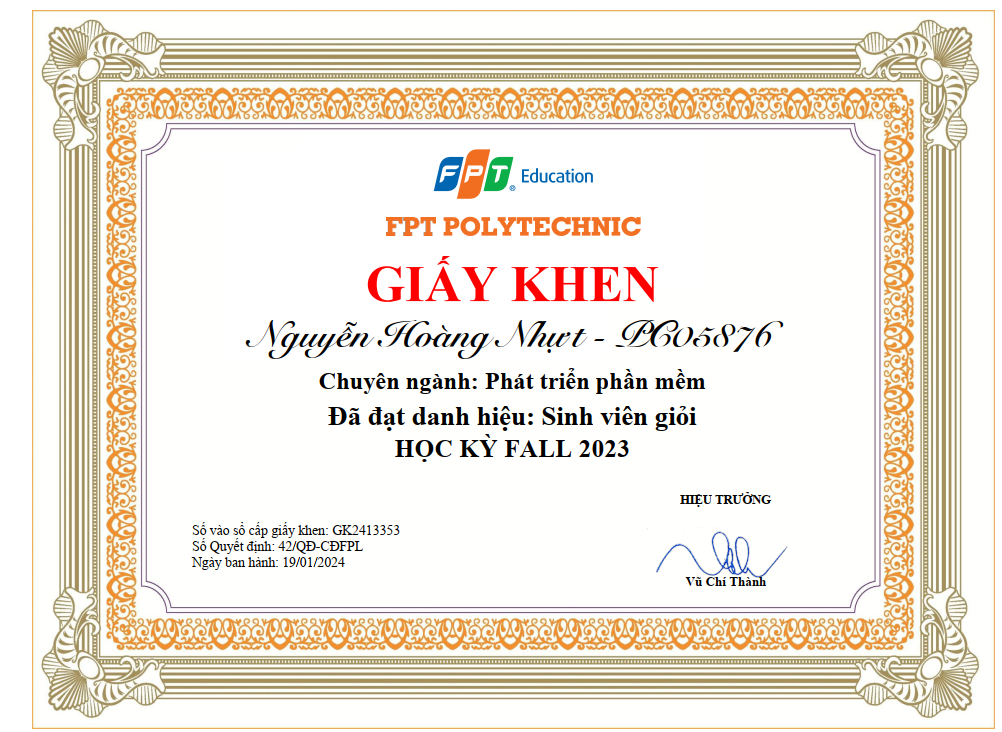 FPT Education
FPT POLYTECHNIC
GIẤY KHEN
Nguyễn Hoàng Nhựt - PC05876
Chuyên ngành: Phát triển phần mềm
Đã đạt danh hiệu: Sinh viên giỏi
HỌC KỲ FALL 2023
HIỆU TRƯỞNG
Số vào sổ cấp giấy khen: GK2413353
Số Quyết định: 42/QĐ-CĐFPL
Ngày ban hành: 19/01/2024
Vũ Chí Thành